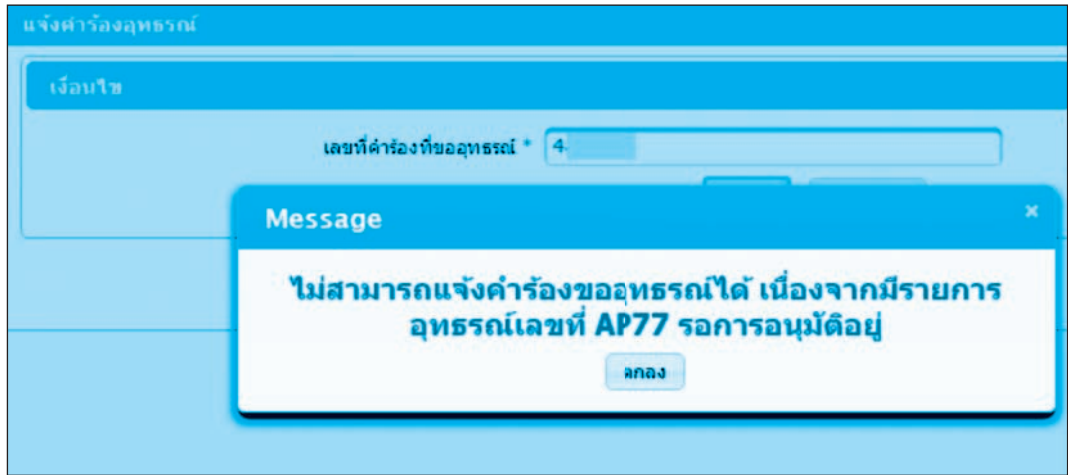 แจ้งคำร้องอุทธรณ์
เงื่อนไข
เลขที่คำร้องที่ขออุทธรณ์ * 4
Message ×
ไม่สามารถแจ้งคำร้องขออุทธรณ์ได้ เนื่องจากมีรายการ
อุทธรณ์เลขที่ AP77 รอการอนุมัติอยู่
ตกลง